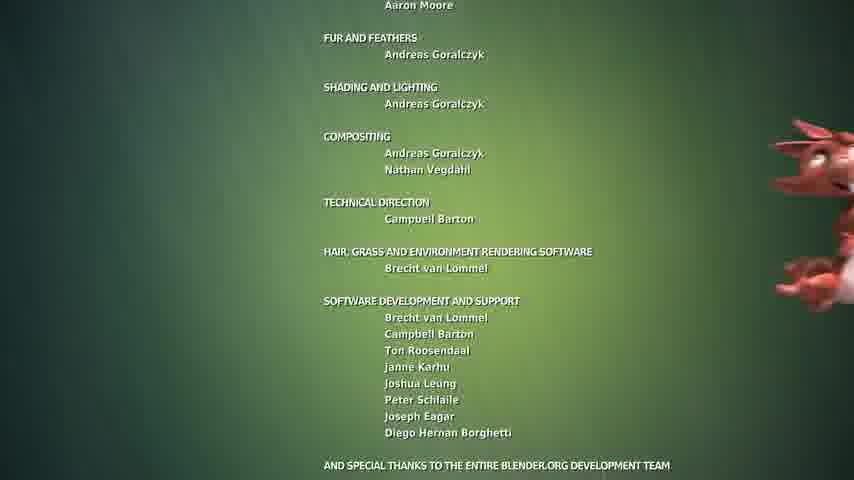 Aaron Moore
FUR AND FEATHERS
Andreas Goralczyk
SHADING AND LIGHTING
Andreas Goralczyk
COMPOSITING
Andreas Goralczyk
Nathan Vegdahl
TECHNICAL DIRECTION
Campbell Barton
HAIR, GRASS AND ENVIRONMENT RENDERING SOFTWARE
Brecht van Lommel
SOFTWARE DEVELOPMENT AND SUPPORT
Brecht van Lommel
Campbell Barton
Ton Roosendaal
Janne Karhu
Joshua Leung
Peter Schlaile
Joseph Eagar
Diego Hernan Borghetti
AND SPECIAL THANKS TO THE ENTIRE BLENDER.ORG DEVELOPMENT TEAM